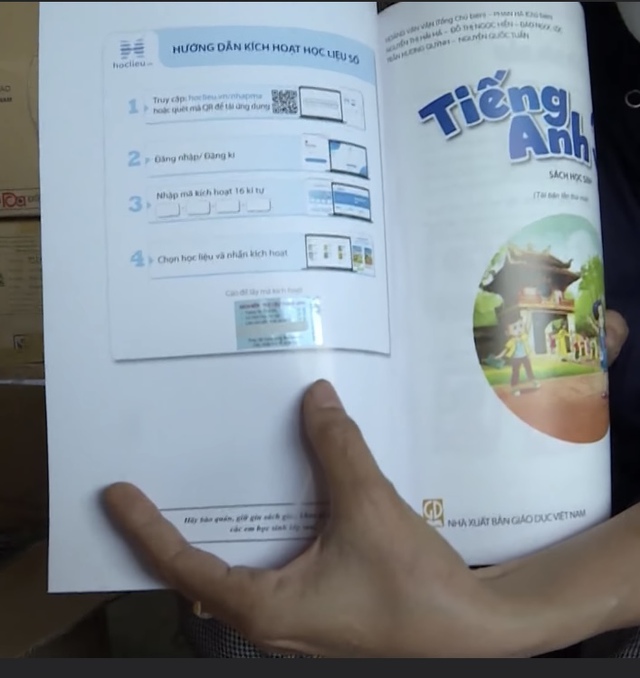 hoclieu.vn
HƯỚNG DẪN KÍCH HOẠT HỌC LIỆU SỐ
1 Truy cập: hoclieu.vn/nhapma
hoặc quét mã QR để tải ứng dụng
2 Đăng nhập/ Đăng kí
3 Nhập mã kích hoạt 16 kí tự
4 Chọn học liệu và nhấn kích hoạt
Cào để lấy mã kích hoạt
Hãy bảo quản, giữ gìn sách
các em học sinh lớp
HOÀNG VĂN VÂN (Tổng Chủ biên) – PHAN HÀ (Chủ biên)
NGUYỄN THỊ HẢI HÀ – ĐỖ THỊ NGỌC HIỀN – ĐÀO NGỌC LỘC
TRẦN HƯƠNG QUỲNH – NGUYỄN QUỐC TUẤN
Tiếng
Anh
SÁCH HỌC SINH
(Tái bản lần thứ
NHÀ XUẤT BẢN GIÁO DỤC VIỆT NAM